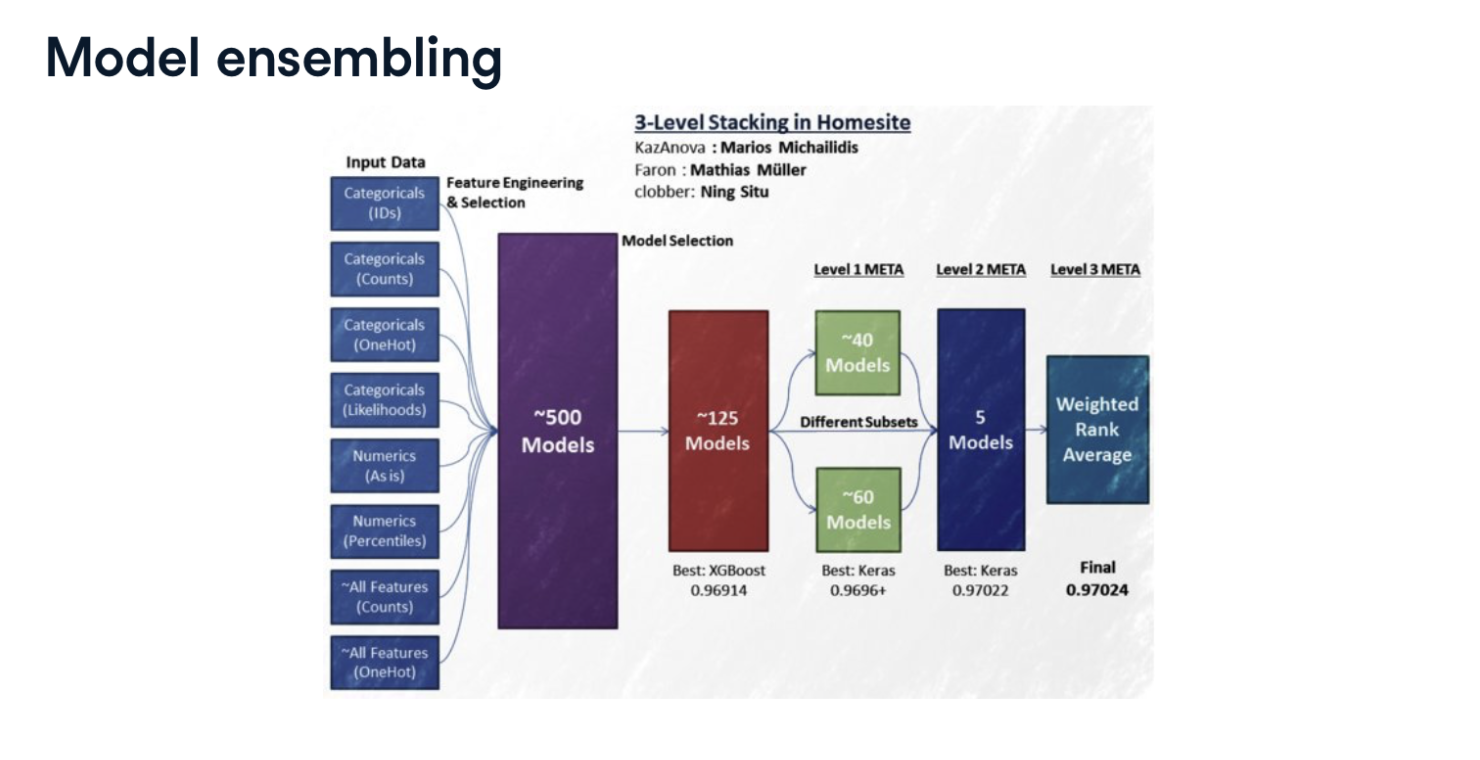 Model ensembling
3-Level Stacking in Homesite
KazAnova : Marios Michailidis
Faron : Mathias Müller
clobber: Ning Situ
Input Data
Categoricals
(IDs)
Categoricals
(Counts)
Categoricals
(OneHot)
Categoricals
(Likelihoods)
Numerics
(As is)
Numerics
(Percentiles)
~All Features
(Counts)
~All Features
(OneHot)
Feature Engineering
& Selection
~500
Models
Model Selection
~125
Models
Best: XGBoost
0.96914
Level 1 META
~40
Models
Different Subsets
~60
Models
Best: Keras
0.9696+
Level 2 META
5
Models
Best: Keras
0.97022
Level 3 META
Weighted
Rank
Average
Final
0.97024